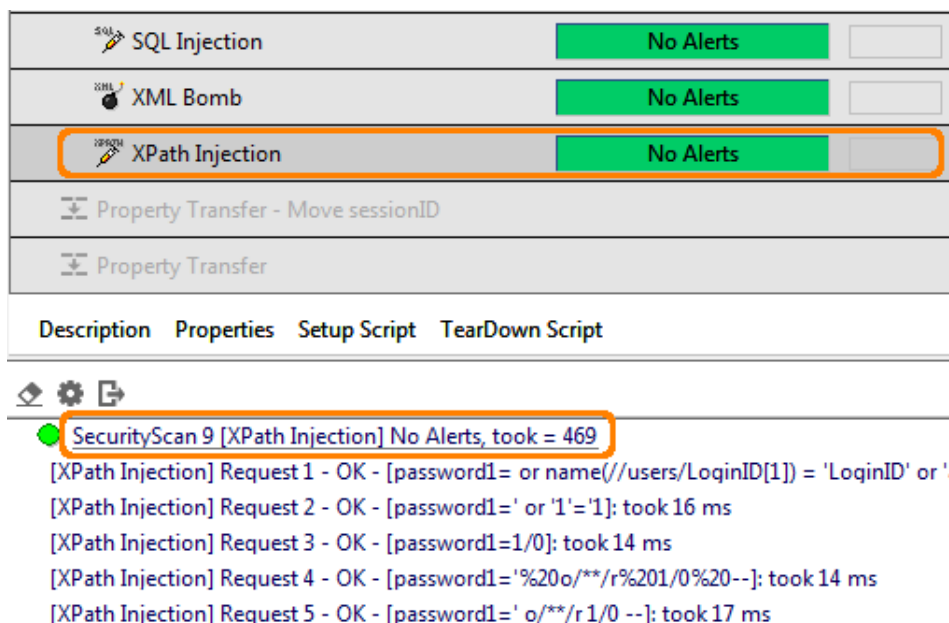 SQL SQL Injection No Alerts
XML XML Bomb No Alerts
XPATH XPath Injection No Alerts
Property Transfer - Move sessionID
Property Transfer
Description Properties Setup Script TearDown Script
SecurityScan 9 [XPath Injection] No Alerts, took = 469
[XPath Injection] Request 1 - OK - [password1= or name(//users/LoginID[1]) = 'LoginID' or '
[XPath Injection] Request 2 - OK - [password1=' or '1'='1]: took 16 ms
[XPath Injection] Request 3 - OK - [password1=1/0]: took 14 ms
[XPath Injection] Request 4 - OK - [password1='%20o/**/r%201/0%20--]: took 14 ms
[XPath Injection] Request 5 - OK - [password1=' o/**/r 1/0 --]: took 17 ms